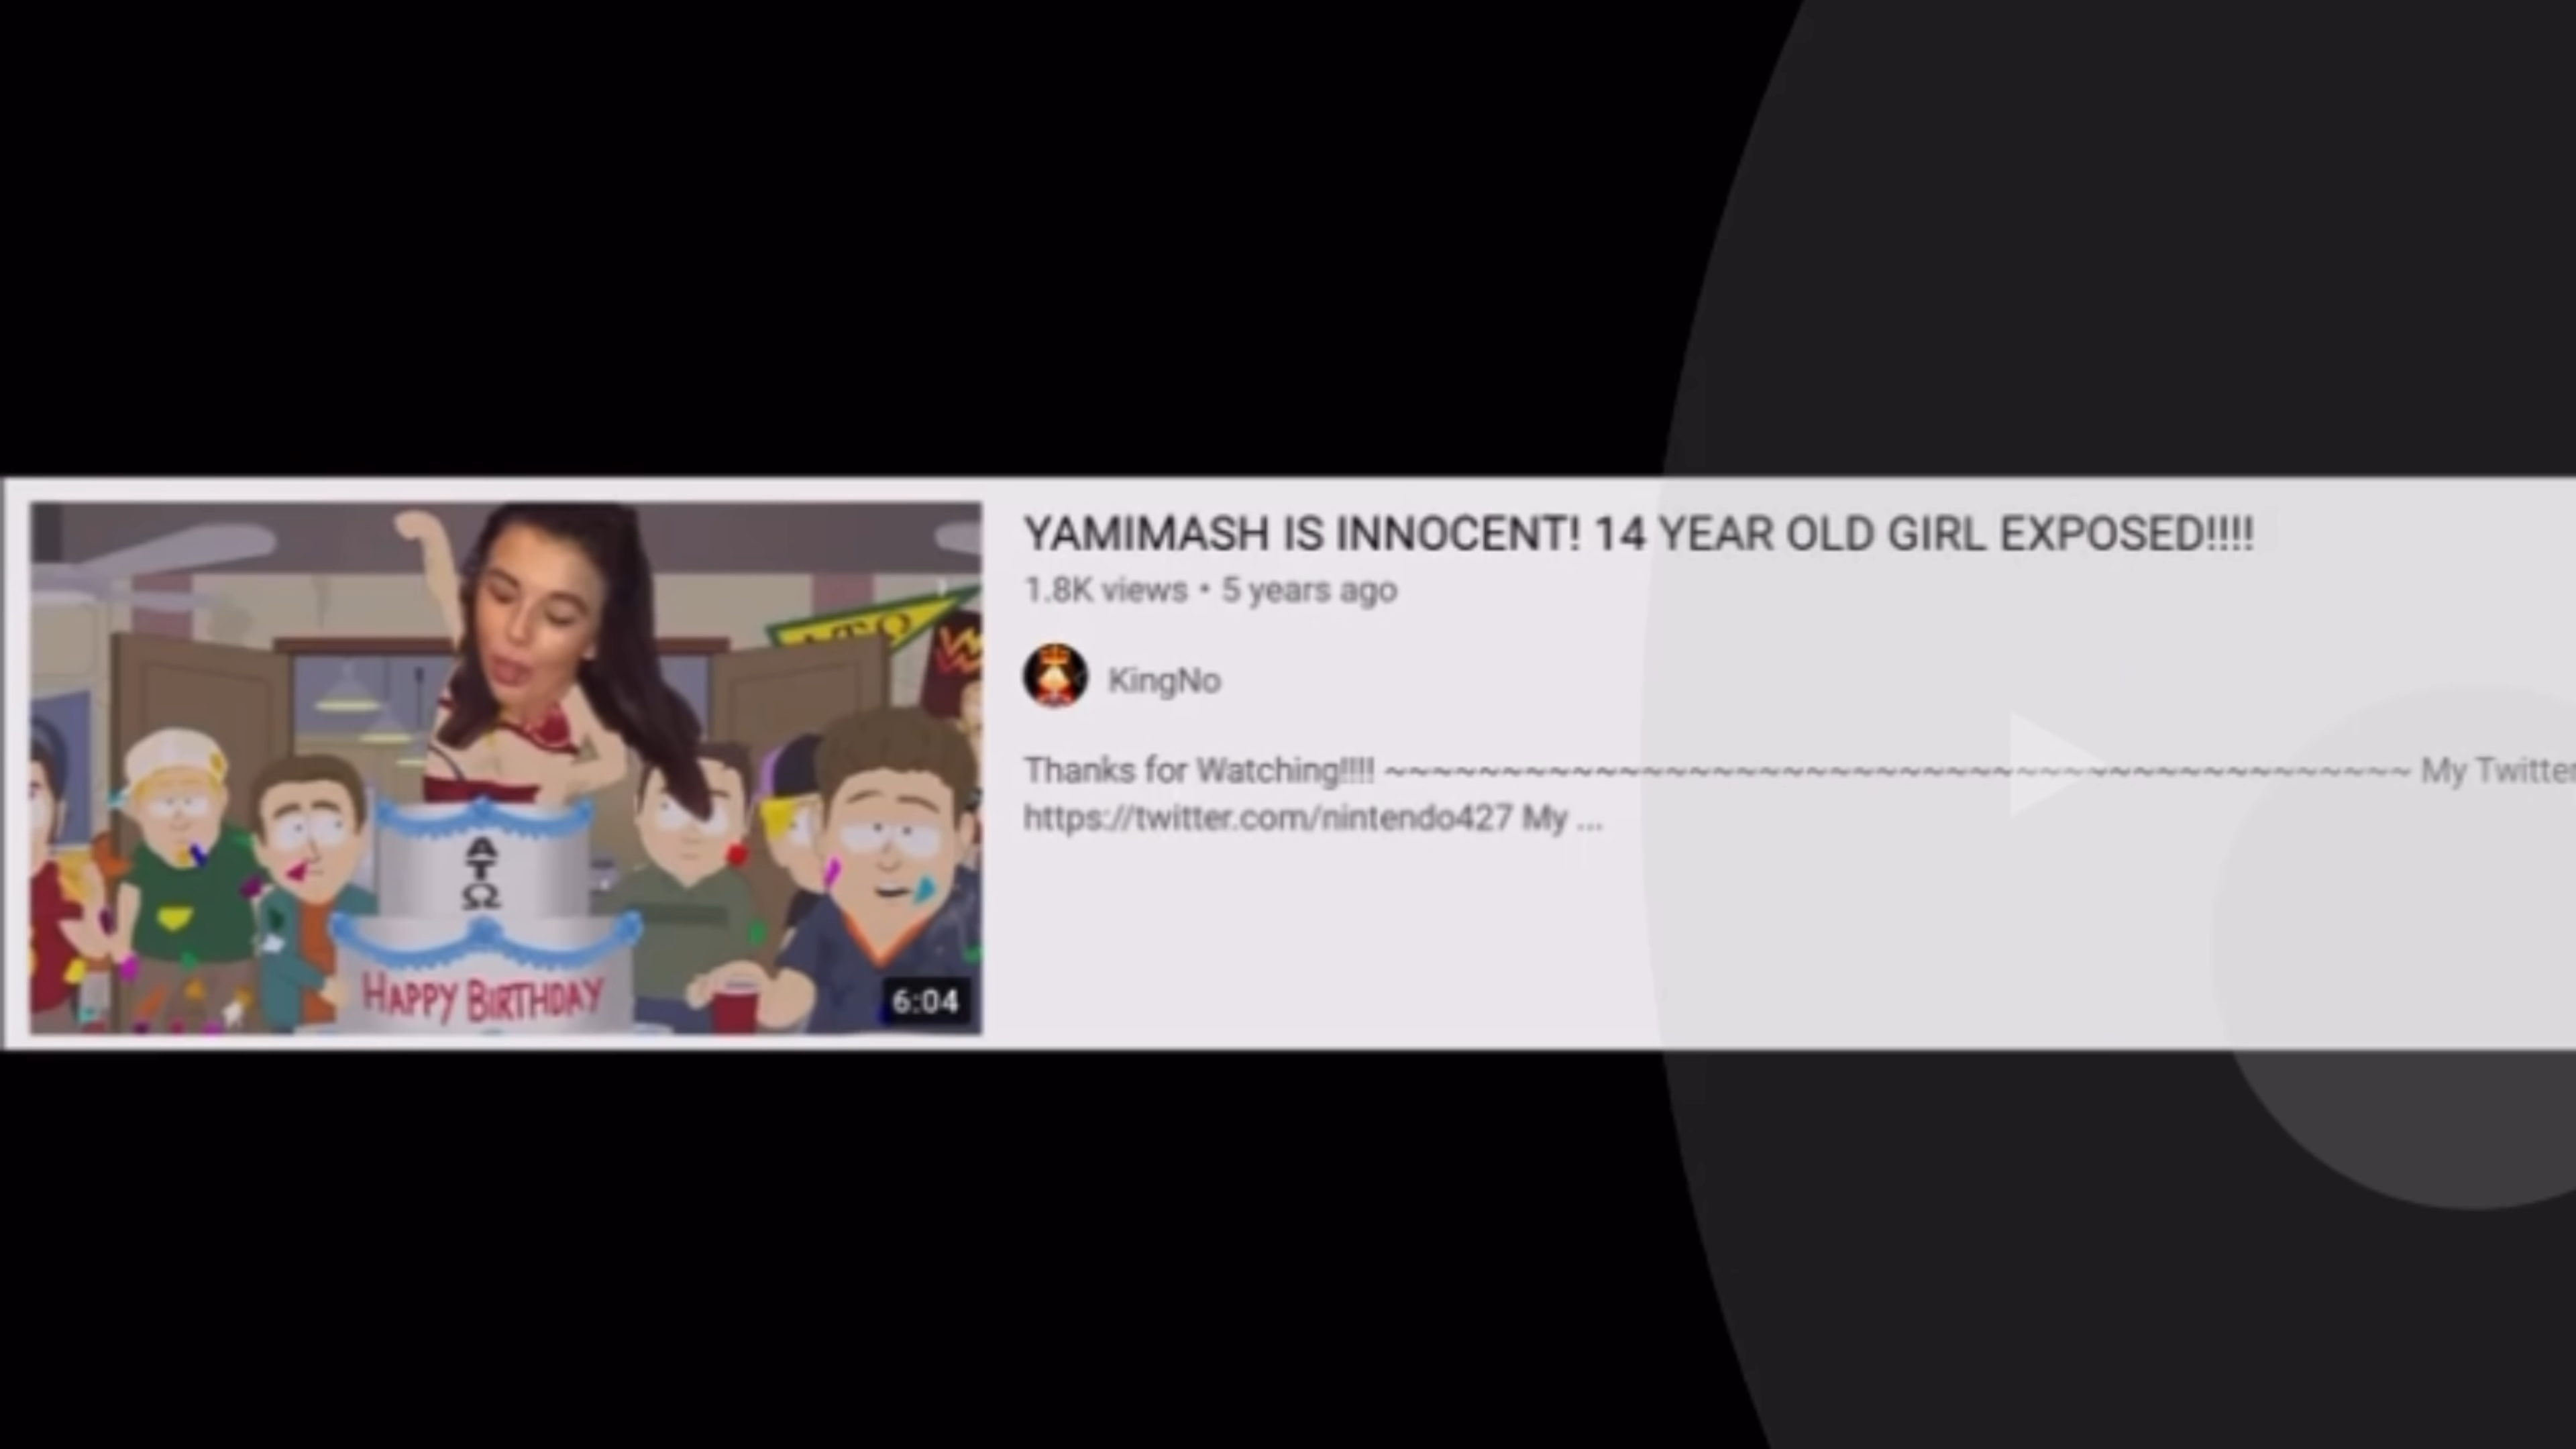 YAMIMASH IS INNOCENT! 14 YEAR OLD GIRL EXPOSED!!!!
1.8K views • 5 years ago
KingNo
Thanks for Watching!!!! ~~~~~~~~~~~~~~~~~~~~~~~~~~~~~~~~~~~~~~~~~~~ My Twitter
https://twitter.com/nintendo427 My ...
ΑΤΩ
Α
Τ
Ω
HAPPY BIRTHDAY
6:04